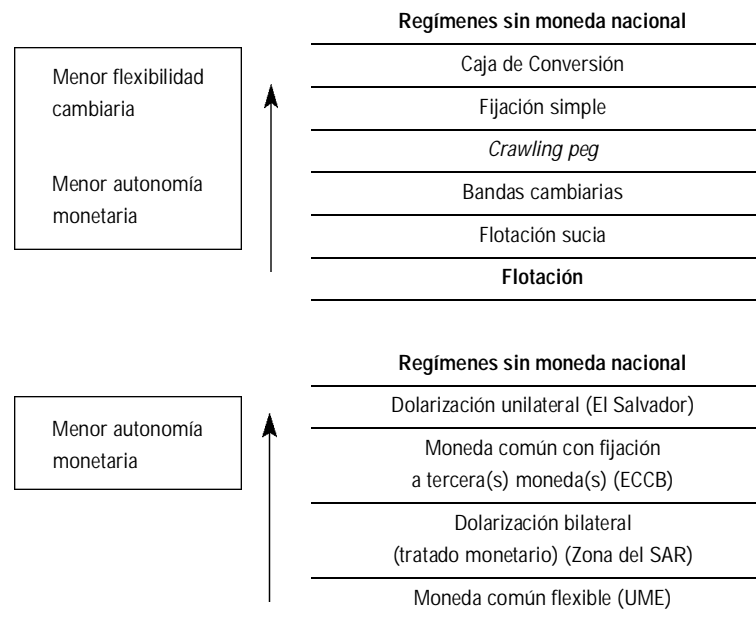 Regímenes sin moneda nacional
Menor flexibilidad
cambiaria
Menor autonomía
monetaria
Caja de Conversión
Fijación simple
Crawling peg
Bandas cambiarias
Flotación sucia
Flotación
Regímenes sin moneda nacional
Menor autonomía
monetaria
Dolarización unilateral (El Salvador)
Moneda común con fijación
a tercera(s) moneda(s) (ECCB)
Dolarización bilateral
(tratado monetario) (Zona del SAR)
Moneda común flexible (UME)